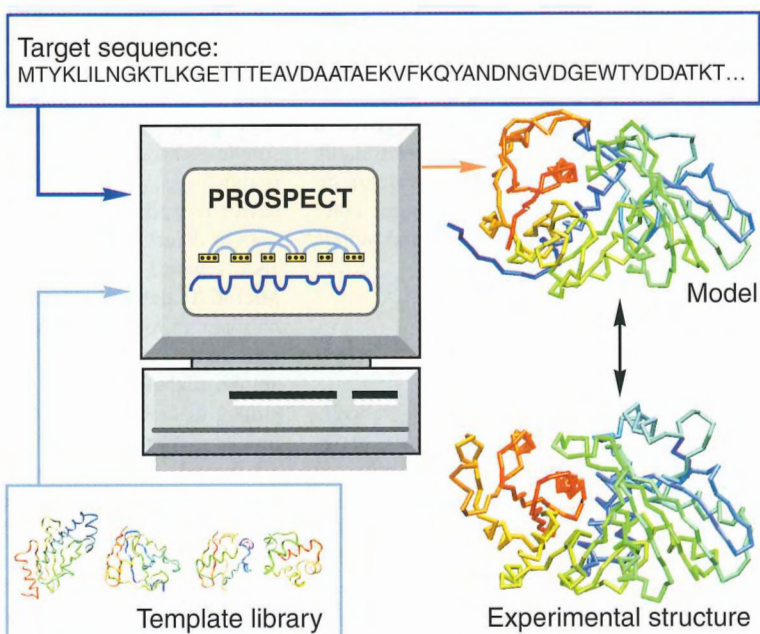 Target sequence:
MTYKLILNGKTLKGETTTEAVDAATAEKVFKQYANDNGVDGEWTYDDATKT...
PROSPECT
Model
Template library
Experimental structure